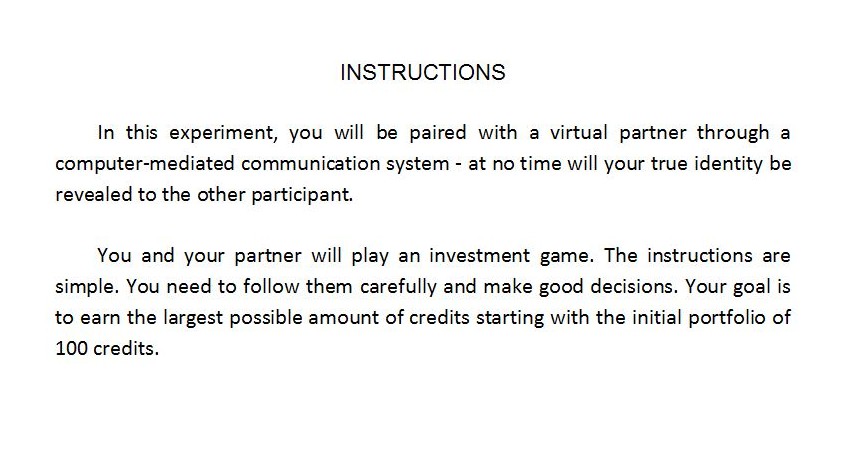 INSTRUCTIONS
In this experiment, you will be paired with a virtual partner through a
computer-mediated communication system - at no time will your true identity be
revealed to the other participant.
You and your partner will play an investment game. The instructions are
simple. You need to follow them carefully and make good decisions. Your goal is
to earn the largest possible amount of credits starting with the initial portfolio of
100 credits.